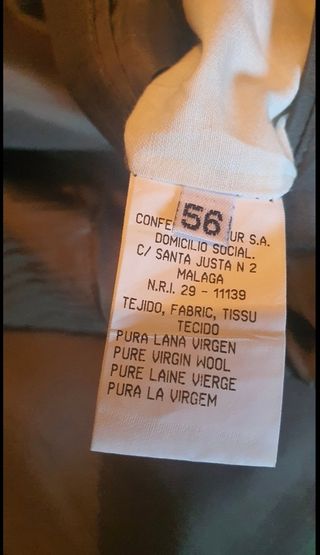 56
CONFE UR S.A.
DOMICILIO SOCIAL.
C/ SANTA JUSTA N 2
MALAGA
N.R.I. 29 - 11139
TEJIDO, FABRIC, TISSU
TECIDO
PURA LANA VIRGEN
PURE VIRGIN WOOL
PURE LAINE VIERGE
PURA LA VIRGEM